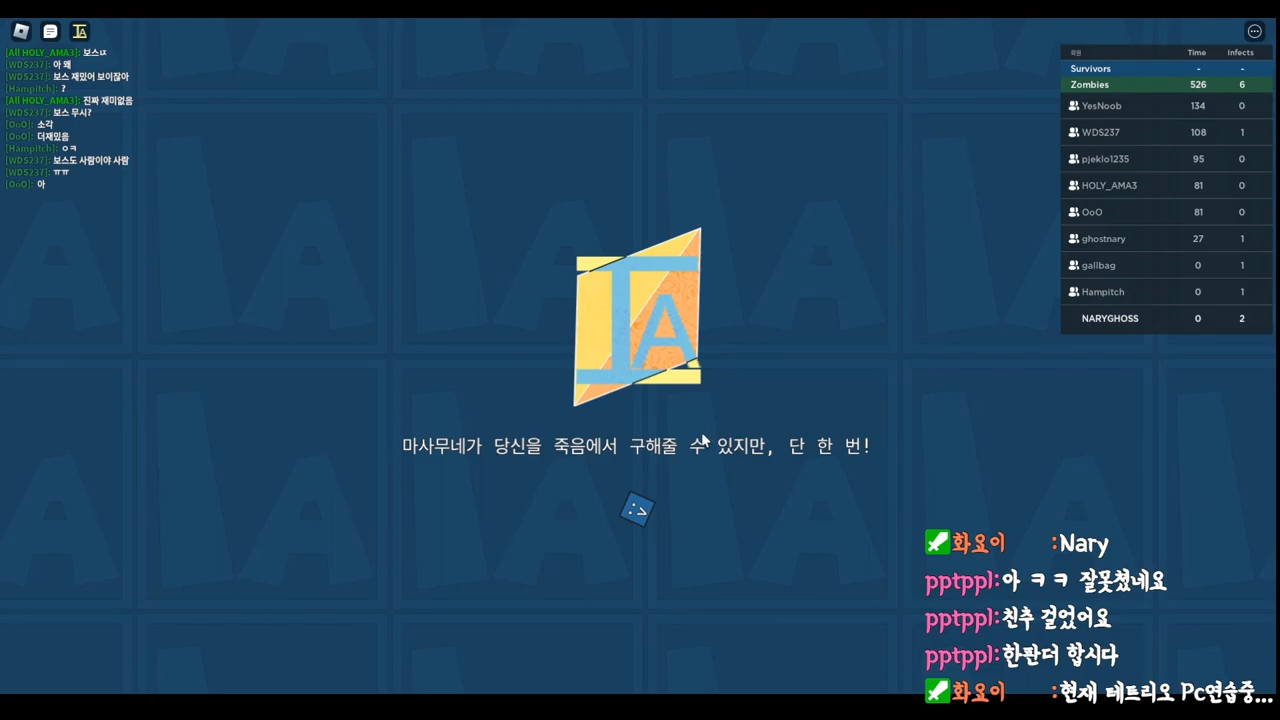 IA
[All HOLY_AMA3]: 보스ㄸ
[WDS237]: 아 왜
[WDS237]: 보스 재밌어 보이잖아
[Hampitch]: ?
[All HOLY_AMA3]: 진짜 재미없음
[WDS237]: 보스 무시?
[OoO]: 소각
[OoO]: 더재밌음
[Hampitch]: ㅇㅋ
[WDS237]: 보스도 사람이야 사람
[WDS237]: ㅠㅠ
[OoO]: 아
Time Infects
Survivors - -
Zombies 526 6
YesNoob 134 0
WDS237 108 1
pjeklo1235 95 0
HOLY_AMA3 81 0
OoO 81 0
ghostnary 27 1
gallbag 0 1
Hampitch 0 1
NARYGHOSS 0 2
IA
마사무네가 당신을 죽음에서 구해줄 수 있지만, 단 한 번!
:>
화요이 :Nary
pptppl:아 ㅋㅋ 잘못쳤네요
pptppl:친추 걸었어요
pptppl:한판더 합시다
화요이 :현재 테트리오 Pc연습중...